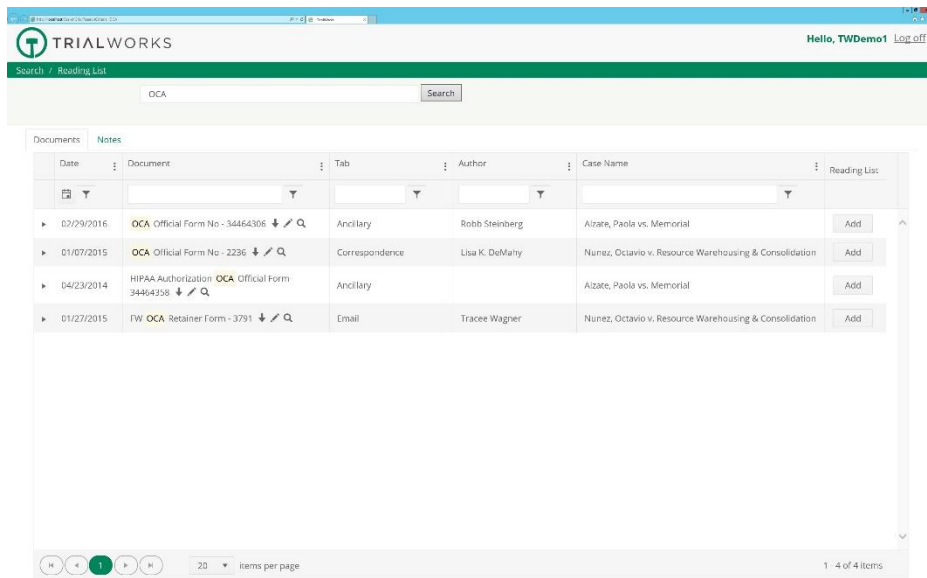 TRIALWORKS
Hello, TWDemo1 Log off
Search / Reading List
OCA Search
Documents Notes
Date Document Tab Author Case Name Reading List
02/29/2016 OCA Official Form No - 34464306 Ancillary Robb Steinberg Alzate, Paola vs. Memorial Add
01/07/2015 OCA Official Form No - 2236 Correspondence Lisa K. DeMahy Nunez, Octavio v. Resource Warehousing & Consolidation Add
04/23/2014 HIPAA Authorization OCA Official Form- Ancillary Alzate, Paola vs. Memorial Add
34464358
01/27/2015 FW OCA Retainer Form - 3791 Email Tracee Wagner Nunez, Octavio v. Resource Warehousing & Consolidation Add
1 20 items per page 1 - 4 of 4 items